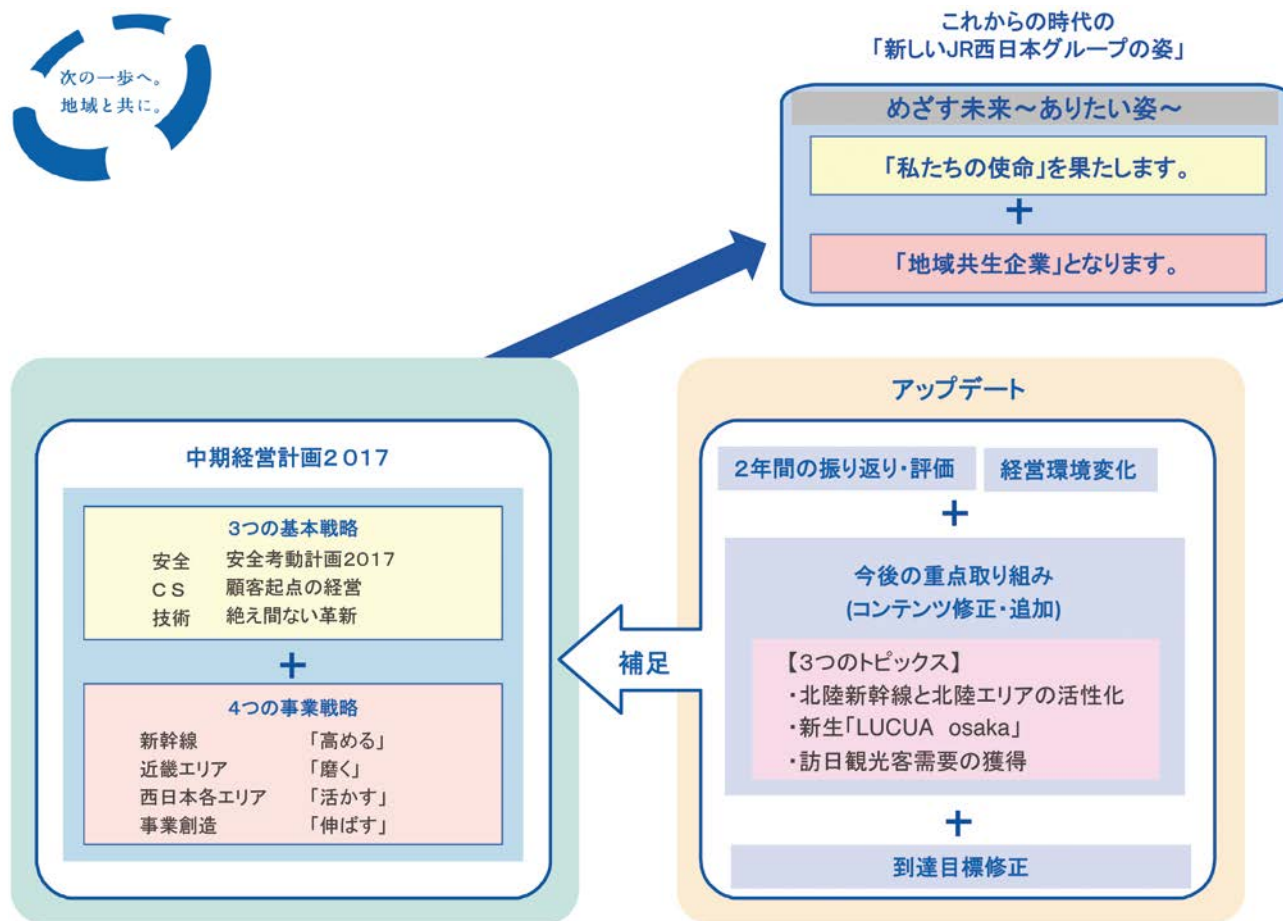 次の一歩へ。
地域と共に。
これからの時代の
「新しいJR西日本グループの姿」
めざす未来～ありたい姿～
「私たちの使命」を果たします。
+
「地域共生企業」となります。
中期経営計画2017
3つの基本戦略
安全 安全考動計画2017
CS 顧客起点の経営
技術 絶え間ない革新
+
4つの事業戦略
新幹線 「高める」
近畿エリア 「磨く」
西日本各エリア 「活かす」
事業創造 「伸ばす」
補足
アップデート
2年間の振り返り・評価 経営環境変化
+
今後の重点取り組み
(コンテンツ修正・追加)
【3つのトピックス】
・北陸新幹線と北陸エリアの活性化
・新生「LUCUA osaka」
・訪日観光客需要の獲得
+
到達目標修正